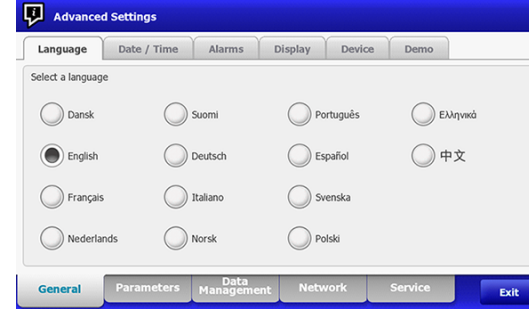 Advanced Settings
Language Date / Time Alarms Display Device Demo
Select a language
Dansk Suomi Português Ελληνικά
English Deutsch Español 中文
Français Italiano Svenska
Nederlands Norsk Polski
General Parameters Data Management Network Service Exit